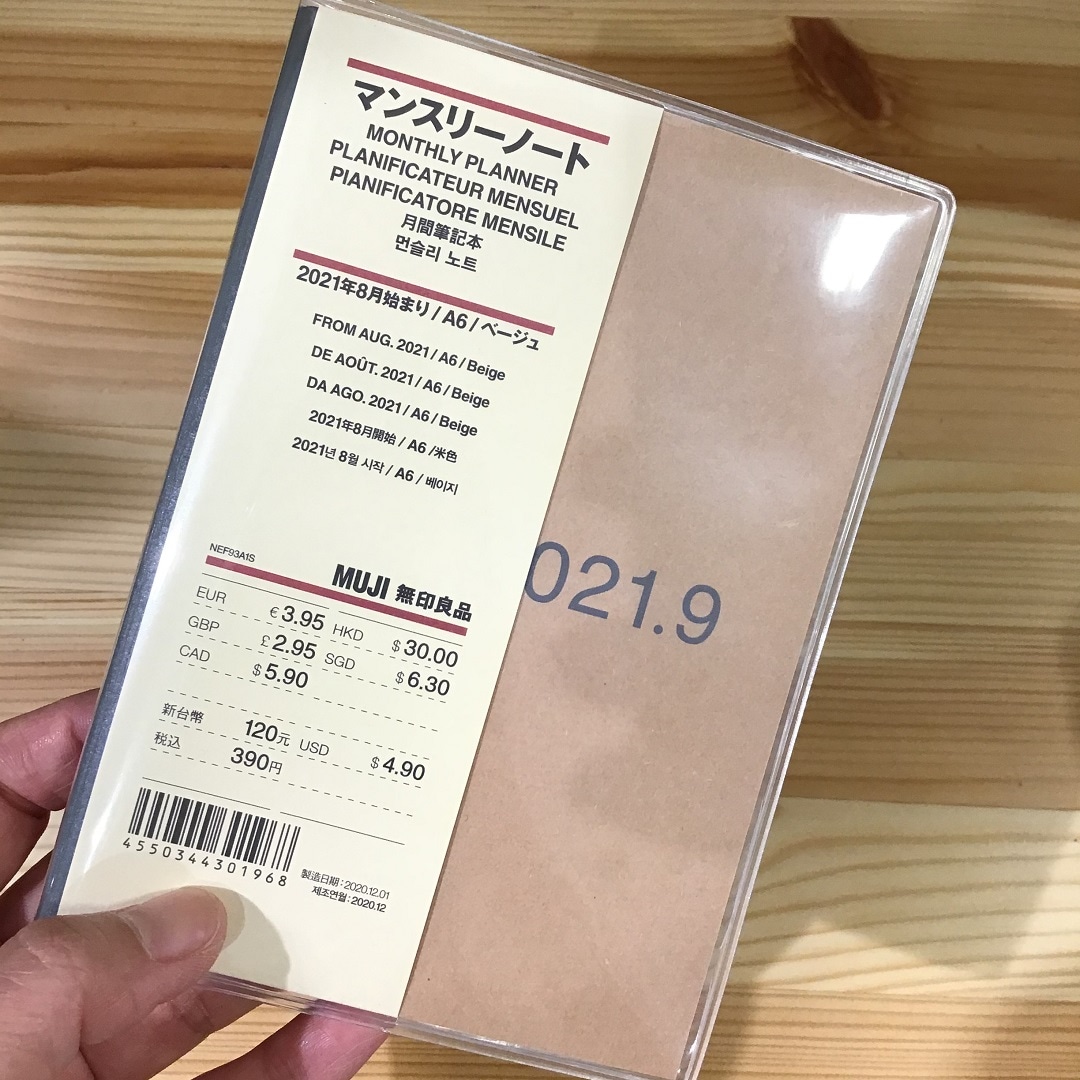 マンスリーノート
MONTHLY PLANNER
PLANIFICATEUR MENSUEL
PIANIFICATORE MENSILE
月間筆記本
먼슬리 노트
2021年8月始まり / A6 / ベージュ
FROM AUG. 2021 / A6 / Beige
DE AOÛT. 2021 / A6 / Beige
DA AGO. 2021 / A6 / Beige
2021年8月開始 / A6 /米色
2021년 8월 시작 / A6 / 베이지
NEF93A1S
MUJI 無印良品
EUR €3.95 HKD $30.00
GBP £2.95 SGD $6.30
CAD $5.90
新台幣 120元 USD $4.90
税込 390円
4550344301968
製造日期 : 2020.12.01
제조연월 : 2020.12
021.9